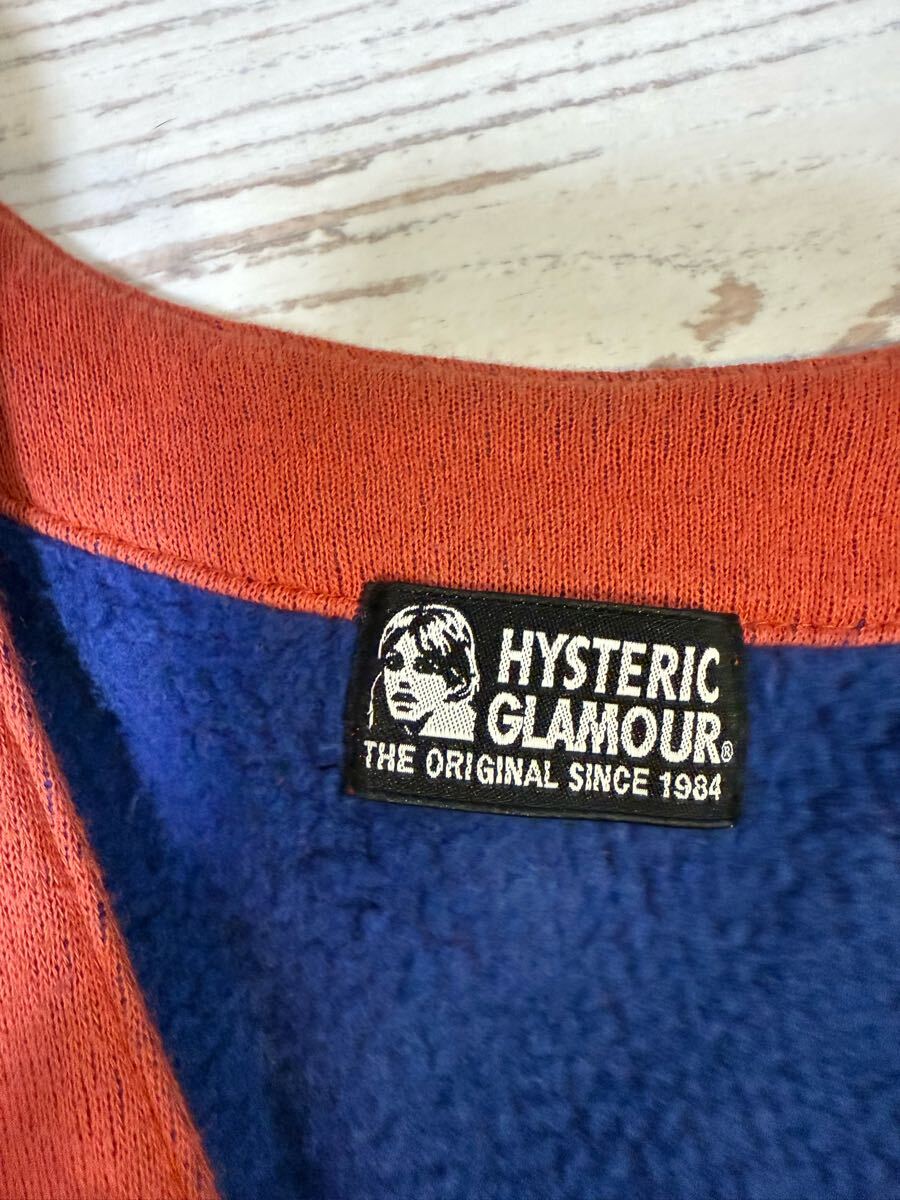 HYSTERIC
GLAMOUR®
THE ORIGINAL SINCE 1984